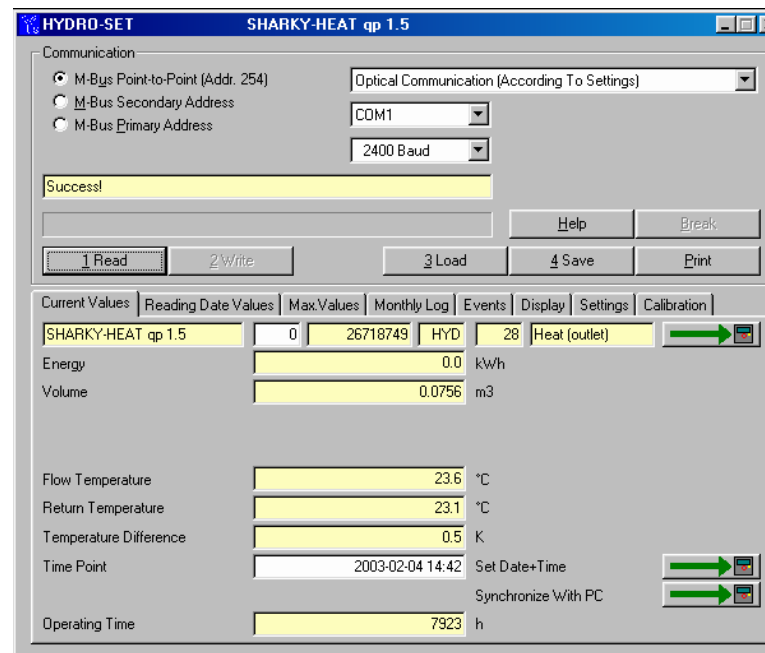 HYDRO-SET SHARKY-HEAT qp 1.5
Communication
M-Bus Point-to-Point (Addr. 254)
Optical Communication (According To Settings)
M-Bus Secondary Address
COM1
M-Bus Primary Address
2400 Baud
Success!
Help Break
1 Read 2 Write 3 Load 4 Save Print
Current Values Reading Date Values Max.Values Monthly Log Events Display Settings Calibration
SHARKY-HEAT qp 1.5 0 26718749 HYD 28 Heat (outlet)
Energy 0.0 kWh
Volume 0.0756 m3
Flow Temperature 23.6 °C
Return Temperature 23.1 °C
Temperature Difference 0.5 K
Time Point 2003-02-04 14:42 Set Date+Time
Synchronize With PC
Operating Time 7923 h